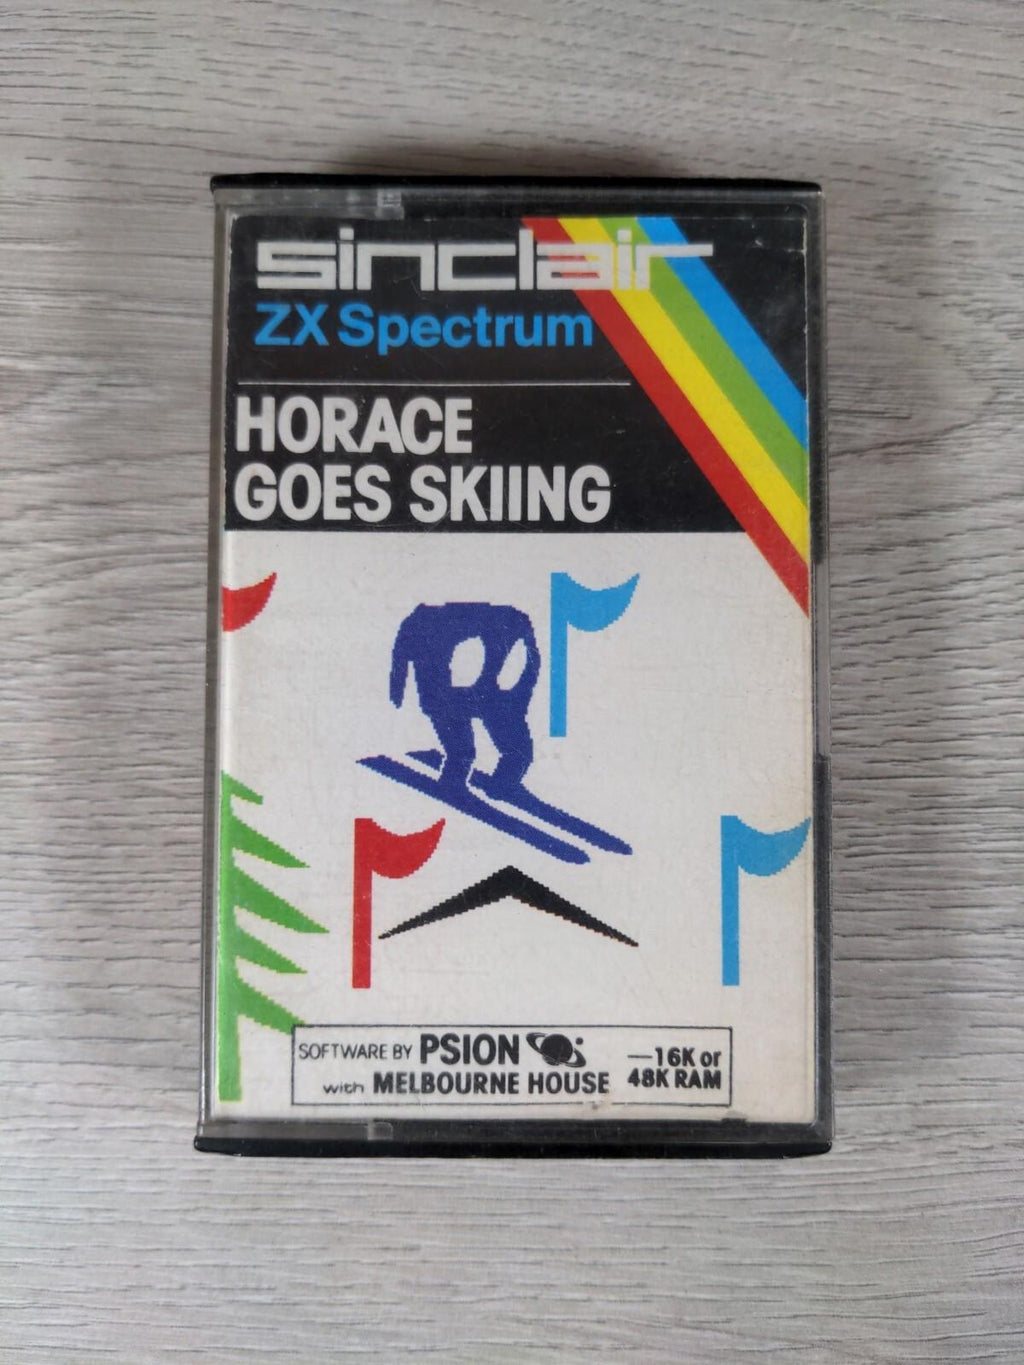 sinclair
ZX Spectrum
HORACE
GOES SKIING
SOFTWARE BY PSION
with MELBOURNE HOUSE
—16K or
48K RAM